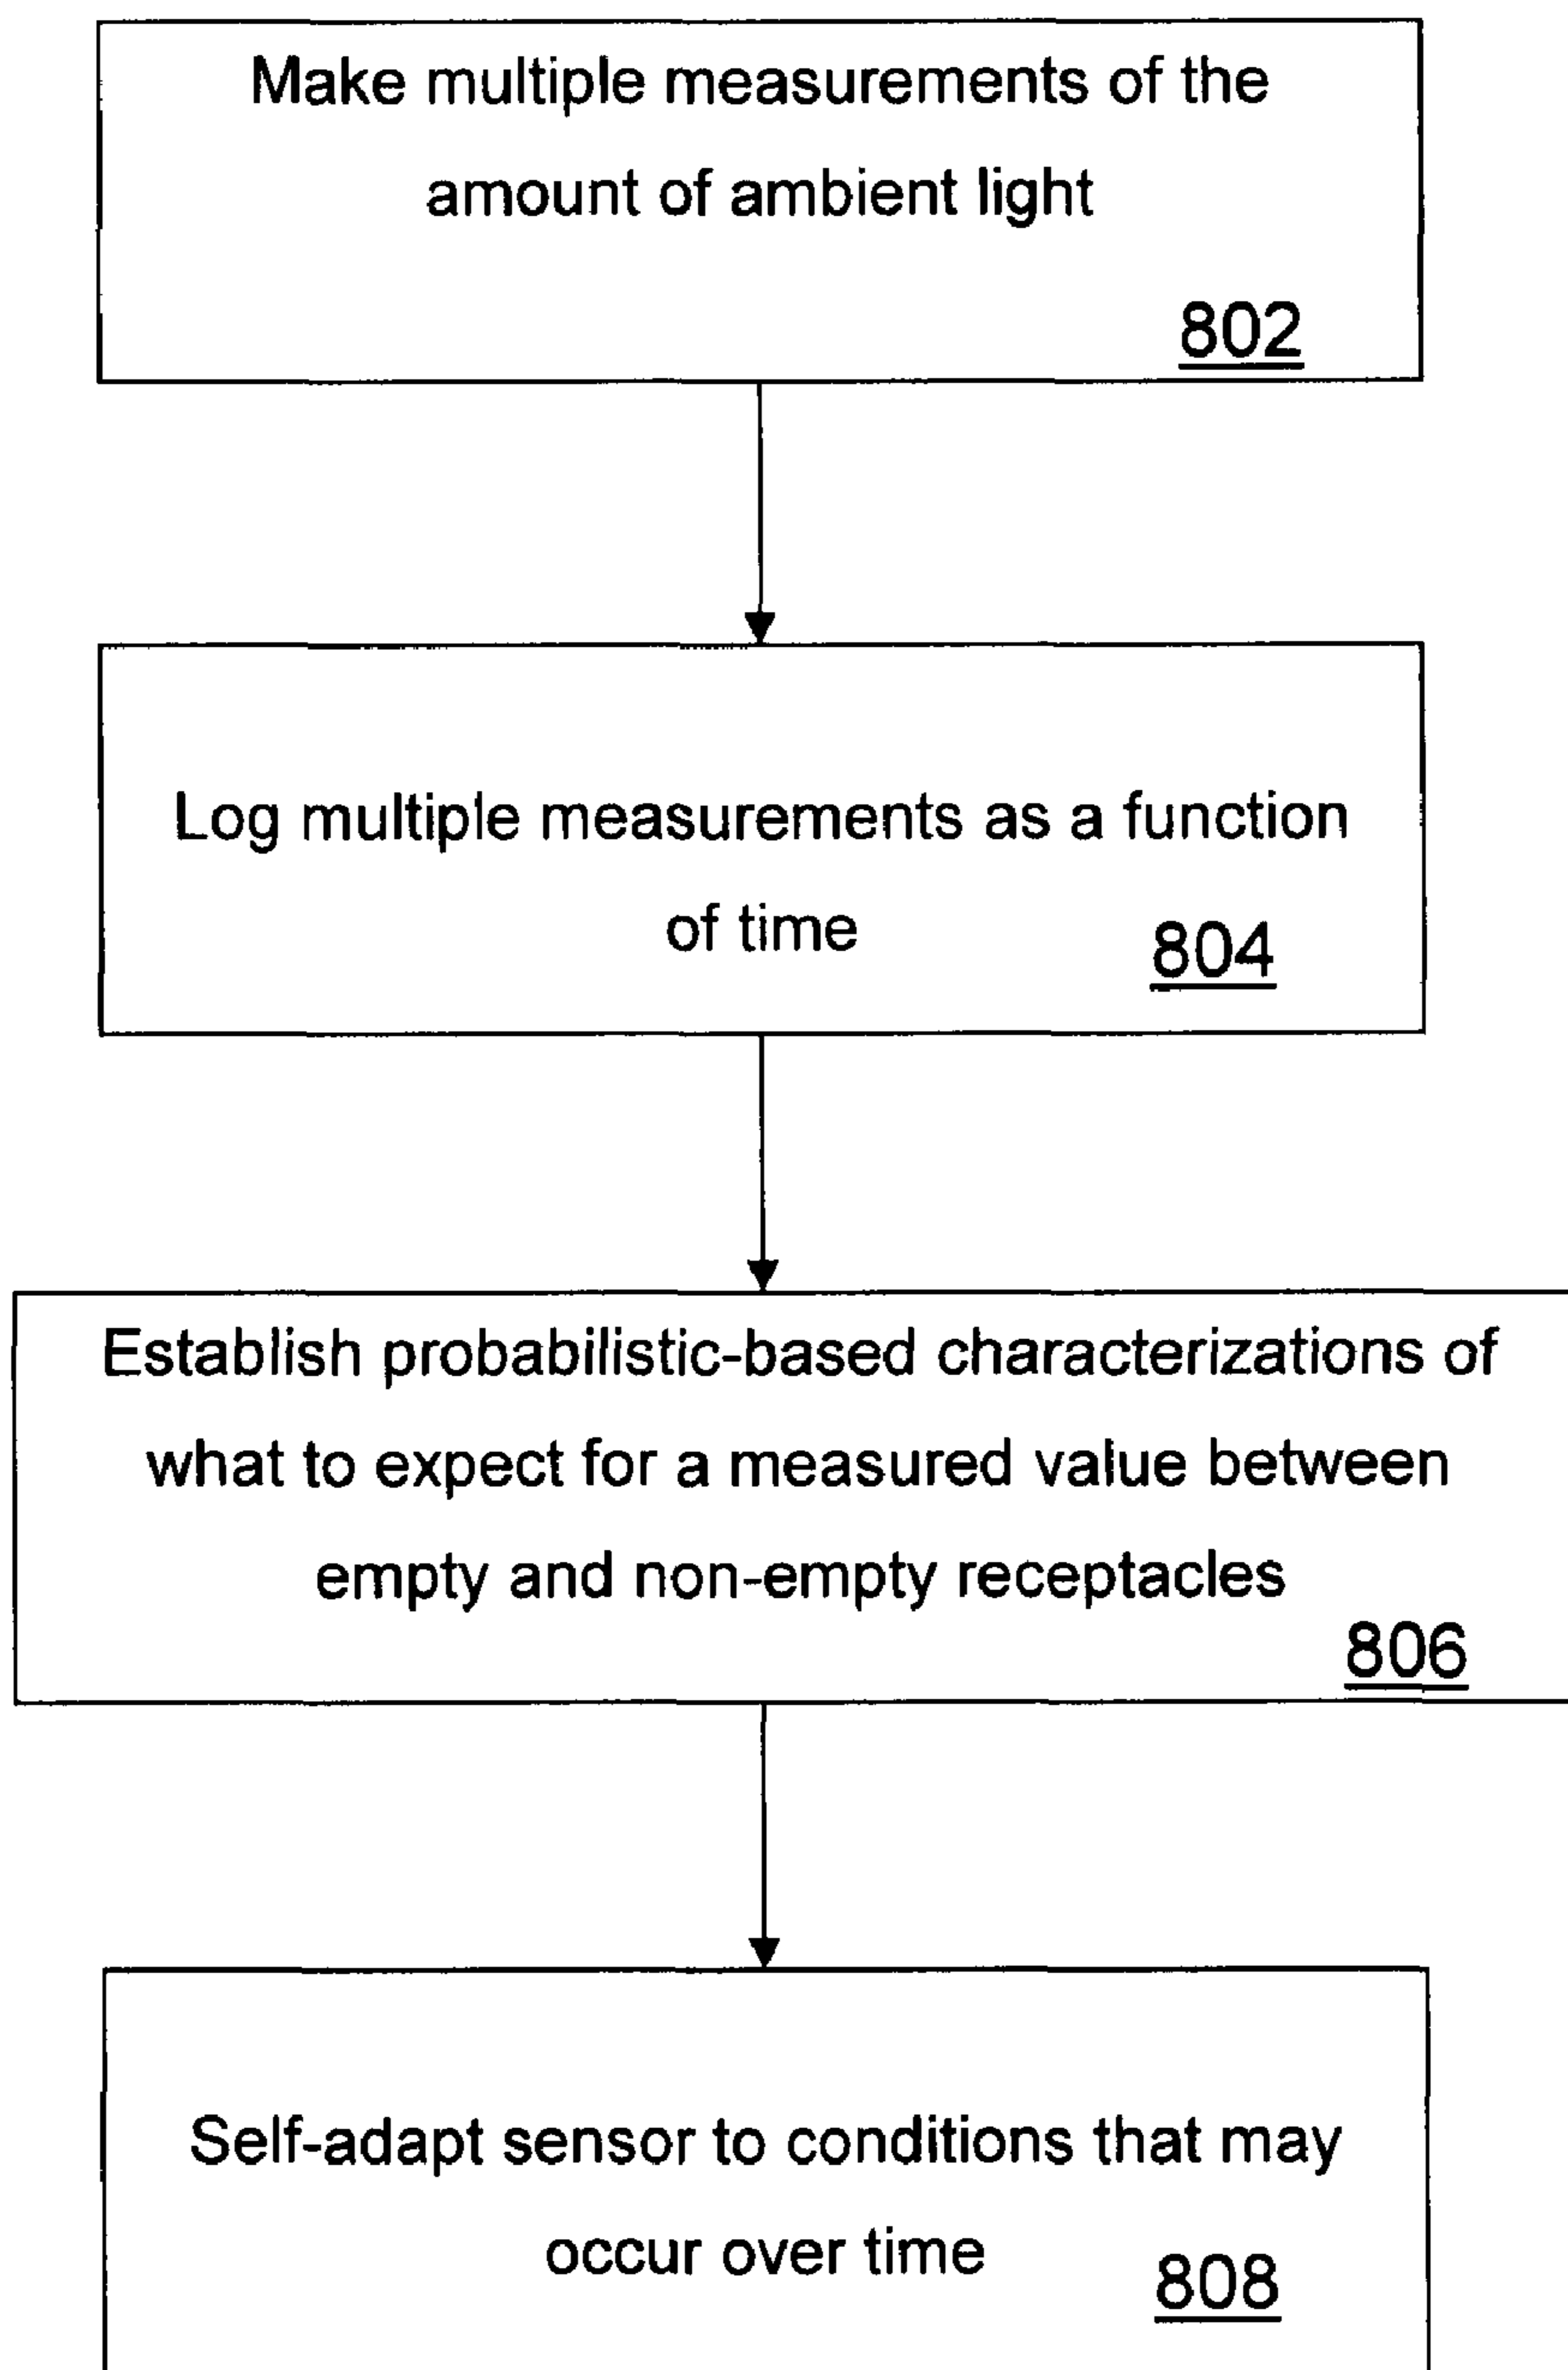 Make multiple measurements of the
amount of ambient light
802
Log multiple measurements as a function
of time 804
Establish probabilistic-based characterizations of
what to expect for a measured value between
empty and non-empty receptacles
806
Self-adapt sensor to conditions that may
occur over time
808